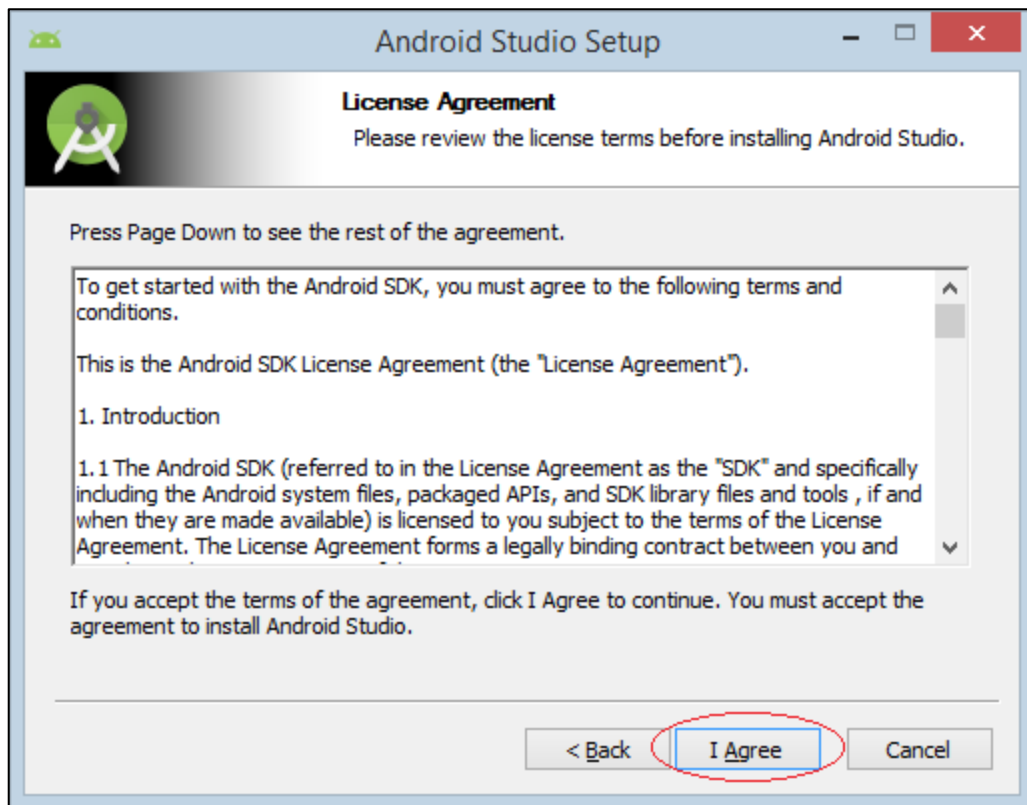 Android Studio Setup
License Agreement
Please review the license terms before installing Android Studio.
Press Page Down to see the rest of the agreement.
To get started with the Android SDK, you must agree to the following terms and
conditions.
This is the Android SDK License Agreement (the "License Agreement").
1. Introduction
1.1 The Android SDK (referred to in the License Agreement as the "SDK" and specifically
including the Android system files, packaged APIs, and SDK library files and tools , if and
when they are made available) is licensed to you subject to the terms of the License
Agreement. The License Agreement forms a legally binding contract between you and
If you accept the terms of the agreement, click I Agree to continue. You must accept the
agreement to install Android Studio.
< Back
I Agree
Cancel